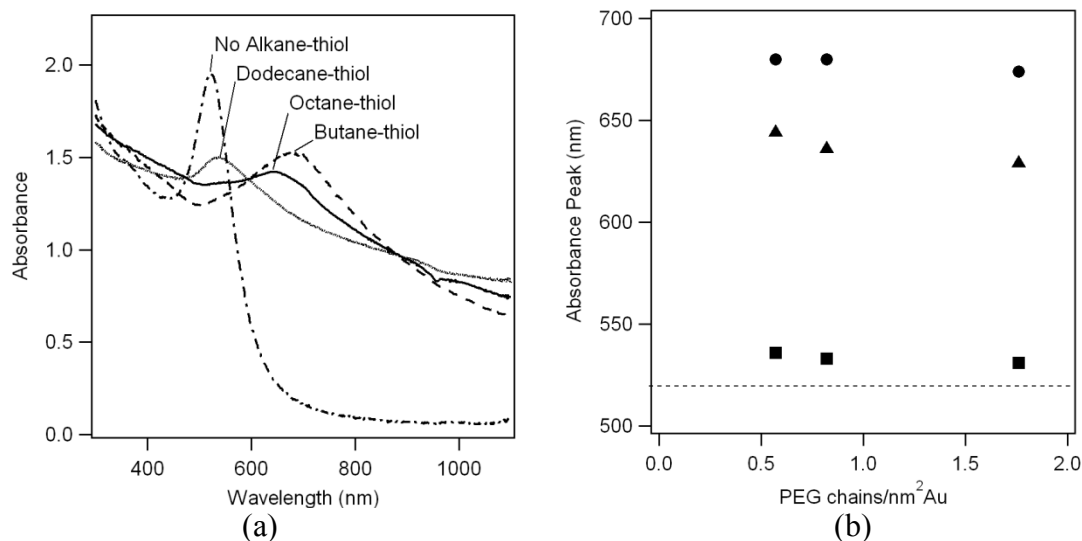 No Alkane-thiol
Dodecane-thiol
Octane-thiol
Butane-thiol
2.0
1.5
1.0
0.5
0.0
Absorbance
400 600 800 1000
Wavelength (nm)
(a)
700
650
600
550
500
Absorbance Peak (nm)
0.0 0.5 1.0 1.5 2.0
PEG chains/nm²Au
(b)